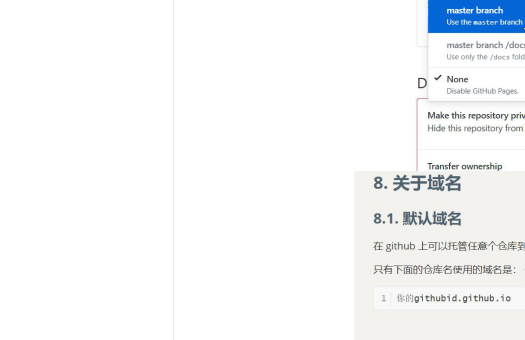 master branch
Use the master branch
master branch /docs
Use only the /docs fold
✓ None
Disable GitHub Pages.
D
Make this repository priv
Hide this repository from
Transfer ownership
8. 关于域名
8.1. 默认域名
在 github 上可以托管任意个仓库到
只有下面的仓库名使用的域名是：
1 你的githubid.github.io